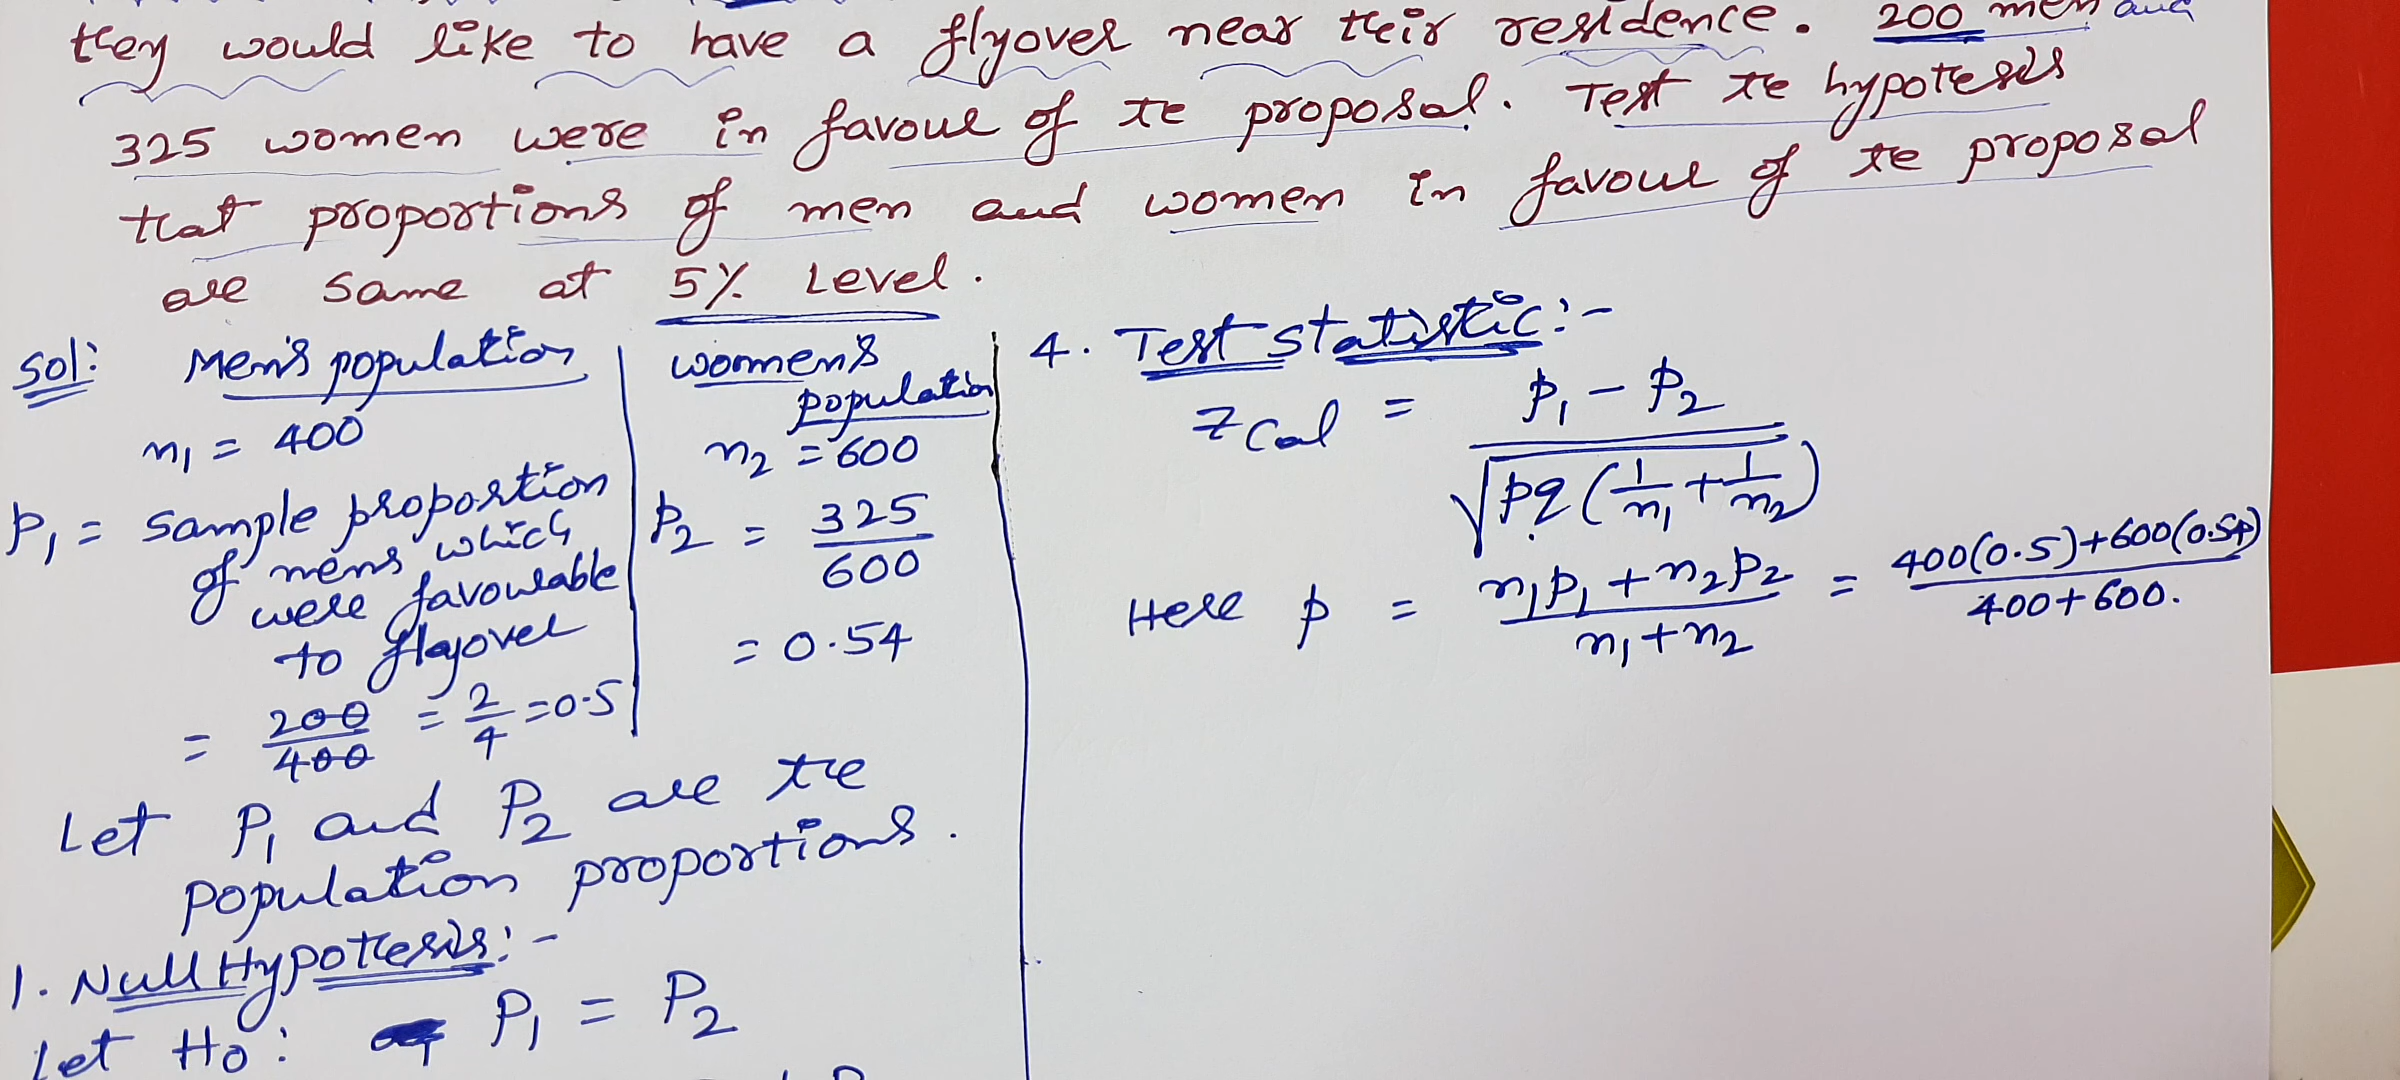 they would like to have a flyover near their residence. 200 men and
325 women were in favour of the proposal. Test the hypotesis
that proportions of men and women in favour of the proposal
are same at 5% Level.
Sol: Men's population
n₁ = 400
p₁ = Sample proportion
of mens which
were favourable
to flayover
= 200/400 = 2/4 = 0.5
women's
population
n₂ = 600
p₂ = 325/600
= 0.54
Let P₁ and P₂ are the
population proportions.
1. Null Hypothesis:-
Let H₀: P₁ = P₂
4. Test statistic:-
Z Cal = p₁ - p₂ / √pq(1/n₁ + 1/n₂)
Here p = n₁p₁ + n₂p₂ / n₁ + n₂ = 400(0.5)+600(0.54) / 400+600.